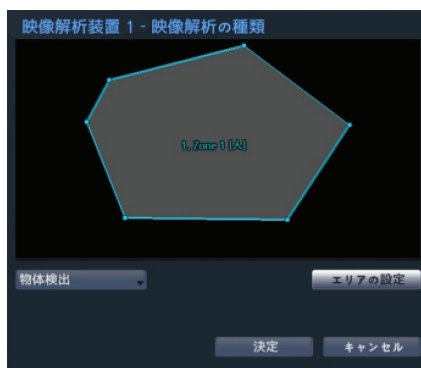 映像解析装置 1 - 映像解析の種類
1, Zone 1 [人]
物体検出
エリアの設定
決定
キャンセル